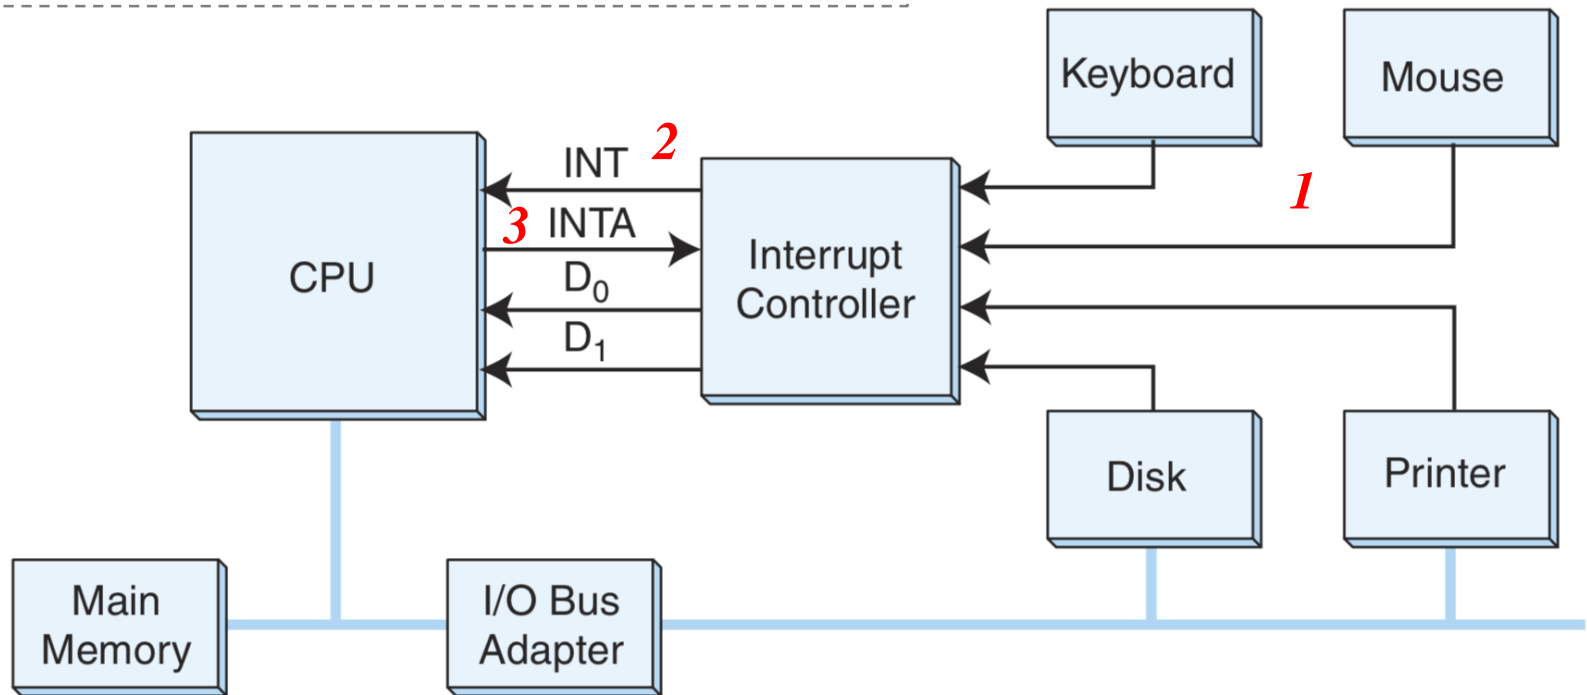 Keyboard
Mouse
INT
2
1
3
INTA
CPU
Interrupt
Controller
D0
D1
Disk
Printer
Main
Memory
I/O Bus
Adapter